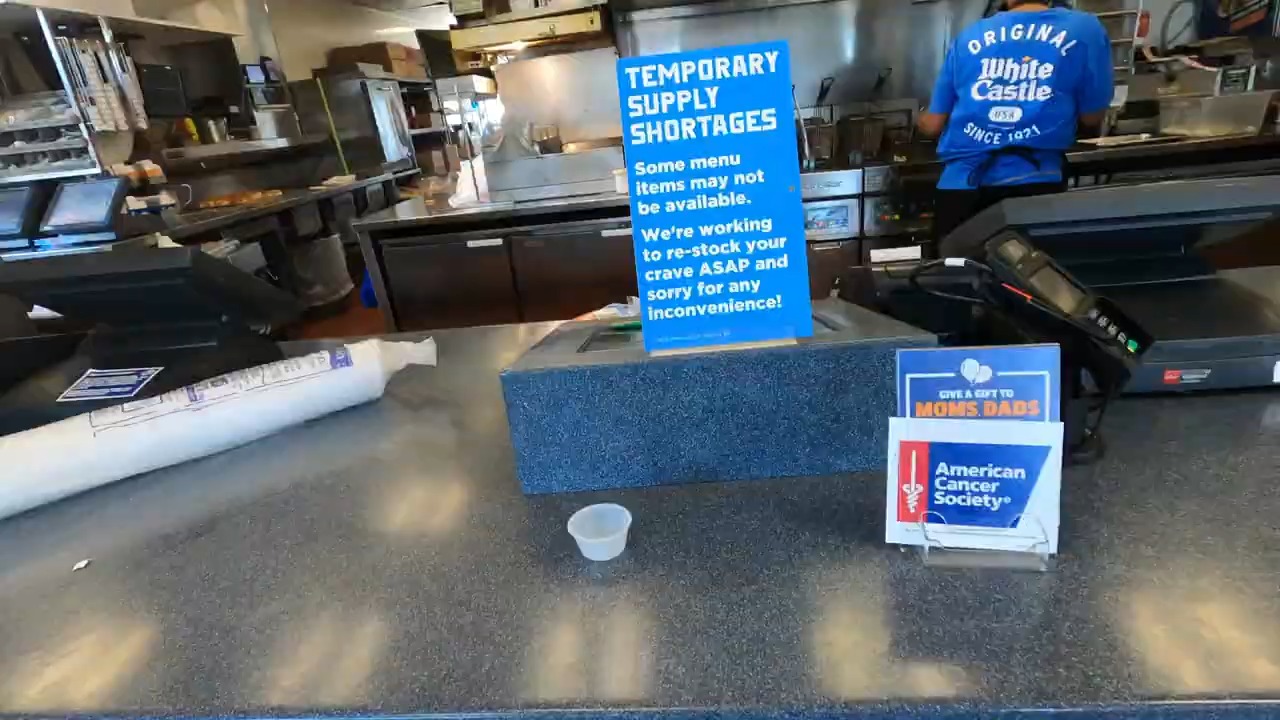 TEMPORARY
SUPPLY
SHORTAGES
Some menu
items may not
be available.
We're working
to re-stock your
crave ASAP and
sorry for any
inconvenience!
ORIGINAL
White
Castle
USA
SINCE 1921
GIVE A GIFT TO
MOMS, DADS
American
Cancer
Society®